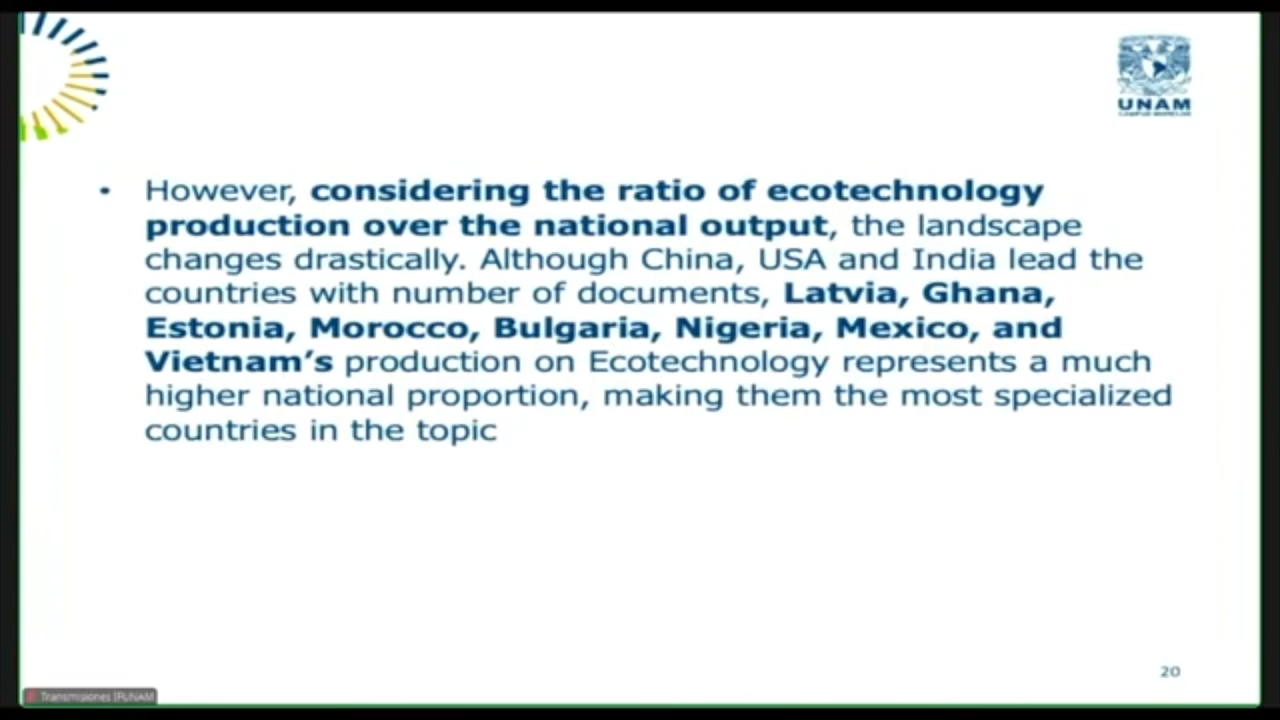 UNAM
• However, considering the ratio of ecotechnology
production over the national output, the landscape
changes drastically. Although China, USA and India lead the
countries with number of documents, Latvia, Ghana,
Estonia, Morocco, Bulgaria, Nigeria, Mexico, and
Vietnam’s production on Ecotechnology represents a much
higher national proportion, making them the most specialized
countries in the topic
20
Transmisiones